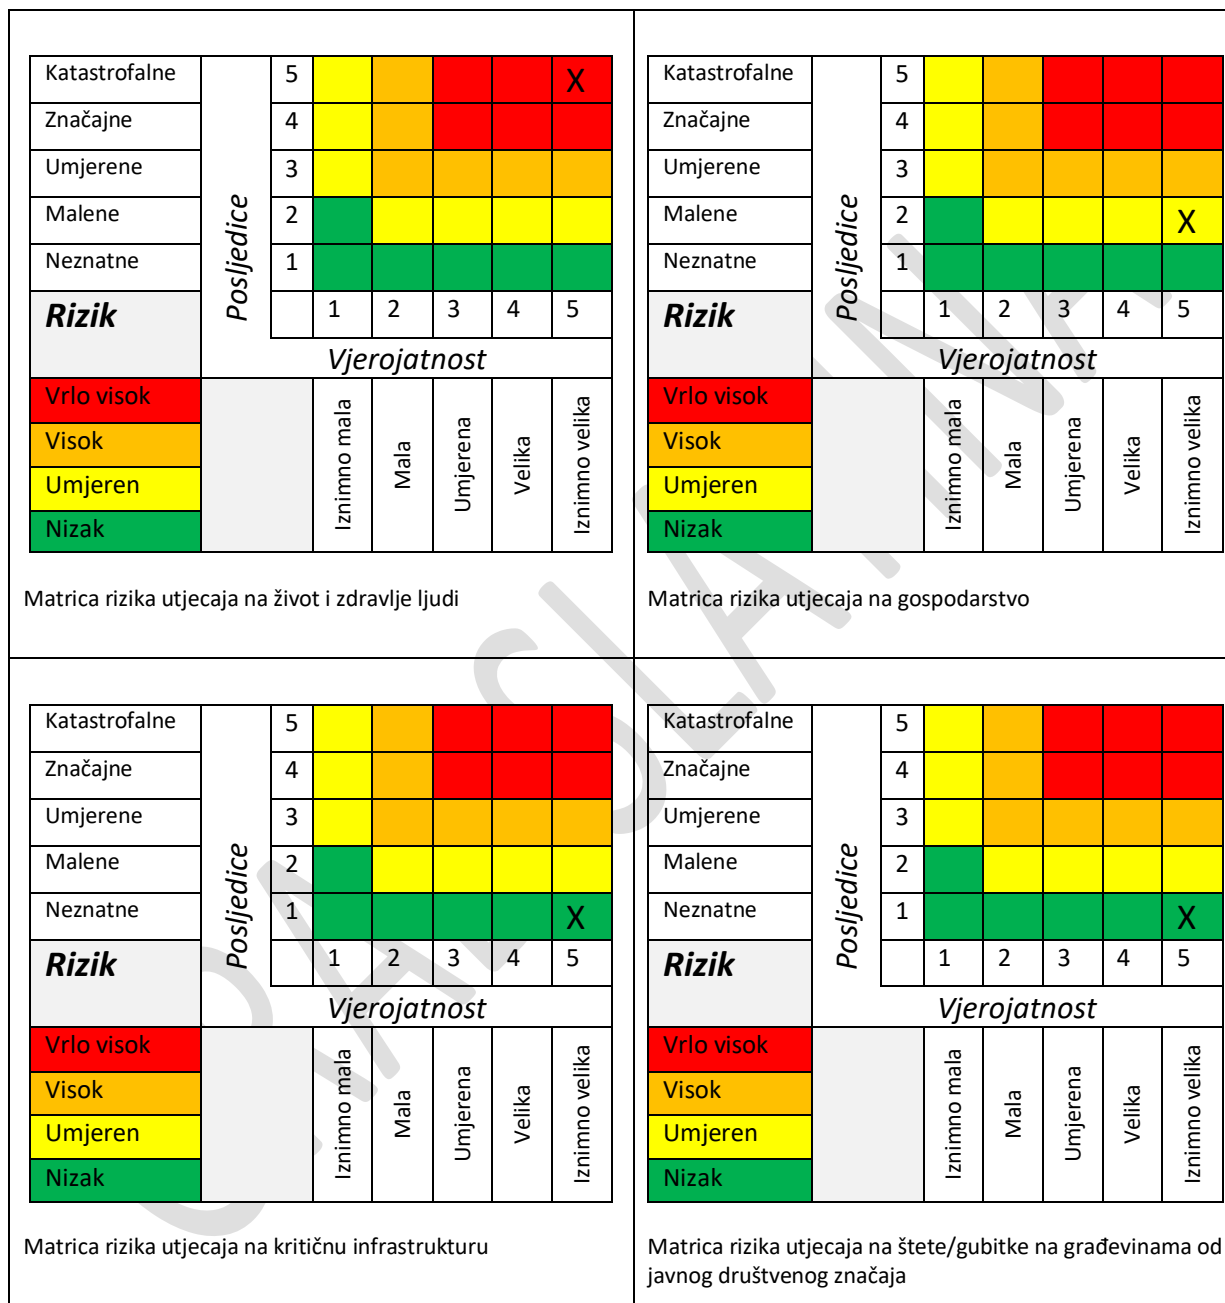 Katastrofalne 5 X
Značajne 4
Umjerene 3
Malene 2
Neznatne 1
Posljedice
Rizik 1 2 3 4 5
Vjerojatnost
Vrlo visok
Visok
Umjeren
Nizak
Iznimno mala
Mala
Umjerena
Velika
Iznimno velika
Matrica rizika utjecaja na život i zdravlje ljudi
Katastrofalne 5
Značajne 4
Umjerene 3
Malene 2 X
Neznatne 1
Posljedice
Rizik 1 2 3 4 5
Vjerojatnost
Vrlo visok
Visok
Umjeren
Nizak
Iznimno mala
Mala
Umjerena
Velika
Iznimno velika
Matrica rizika utjecaja na gospodarstvo
Katastrofalne 5
Značajne 4
Umjerene 3
Malene 2
Neznatne 1 X
Posljedice
Rizik 1 2 3 4 5
Vjerojatnost
Vrlo visok
Visok
Umjeren
Nizak
Iznimno mala
Mala
Umjerena
Velika
Iznimno velika
Matrica rizika utjecaja na kritičnu infrastrukturu
Katastrofalne 5
Značajne 4
Umjerene 3
Malene 2
Neznatne 1 X
Posljedice
Rizik 1 2 3 4 5
Vjerojatnost
Vrlo visok
Visok
Umjeren
Nizak
Iznimno mala
Mala
Umjerena
Velika
Iznimno velika
Matrica rizika utjecaja na štete/gubitke na građevinama od
javnog društvenog značaja